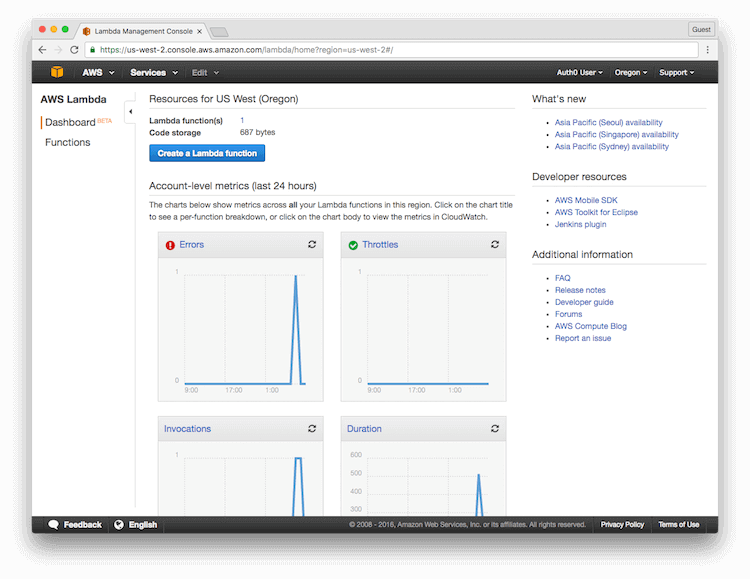 Lambda Management Console
Guest
https://us-west-2.console.aws.amazon.com/lambda/home?region=us-west-2#/
AWS Services Edit Auth0 User Oregon Support
AWS Lambda
Dashboard BETA
Functions
Resources for US West (Oregon)
Lambda function(s) 1
Code storage 687 bytes
Create a Lambda function
Account-level metrics (last 24 hours)
The charts below show metrics across all your Lambda functions in this region. Click on the chart title
to see a per-function breakdown, or click on the chart body to view the metrics in CloudWatch.
Errors
1
0
9:00 17:00 1:00
Throttles
1
0
9:00 17:00 1:00
Invocations
1
Duration
600
500
400
300
What's new
Asia Pacific (Seoul) availability
Asia Pacific (Singapore) availability
Asia Pacific (Sydney) availability
Developer resources
AWS Mobile SDK
AWS Toolkit for Eclipse
Jenkins plugin
Additional information
FAQ
Release notes
Developer guide
Forums
AWS Compute Blog
Report an issue
Feedback English © 2008 - 2016, Amazon Web Services, Inc. or its affiliates. All rights reserved. Privacy Policy Terms of Use